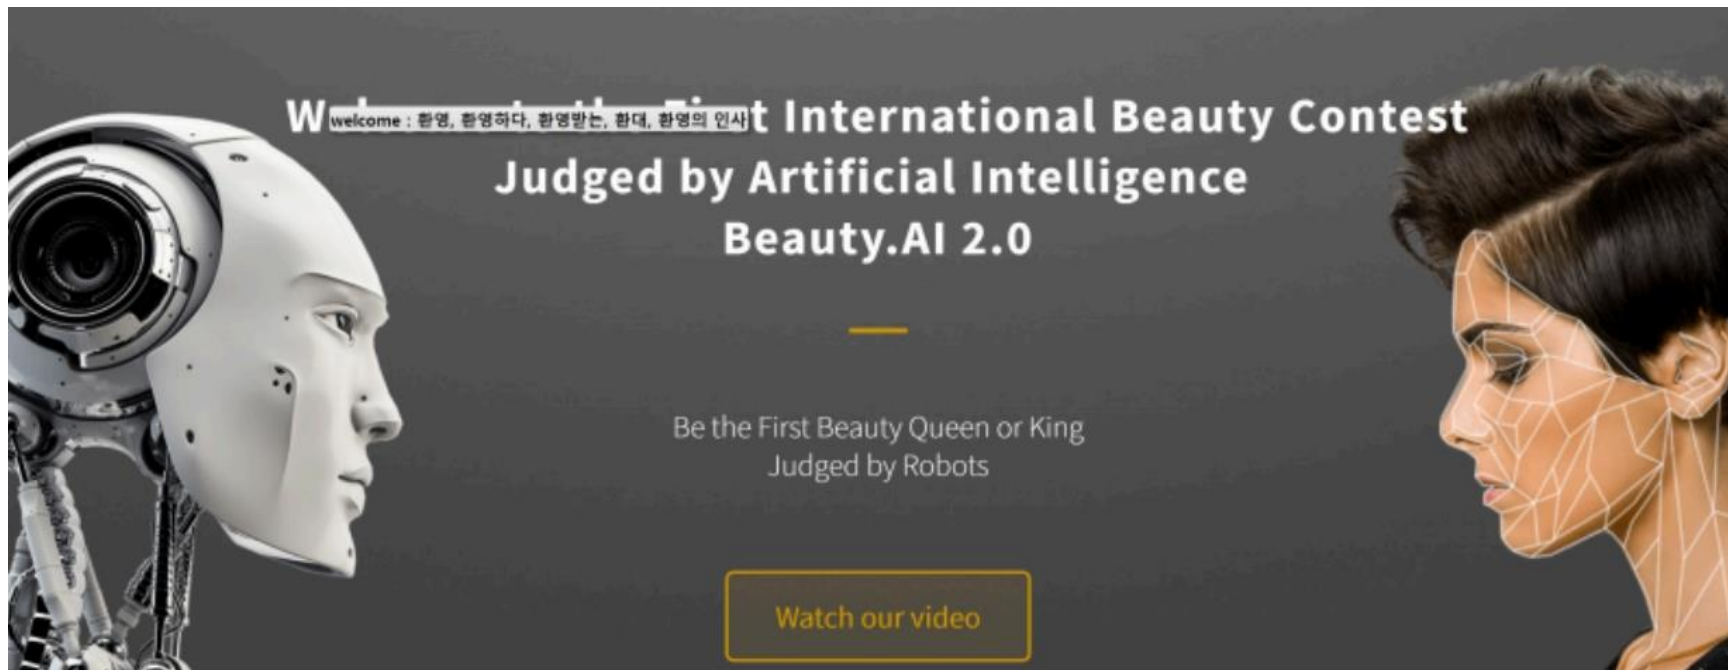 t International Beauty Contest
welcome : 환영, 환영하다, 환영받는, 환대, 환영의 인사
Judged by Artificial Intelligence
Beauty.AI 2.0
Be the First Beauty Queen or King
Judged by Robots
Watch our video